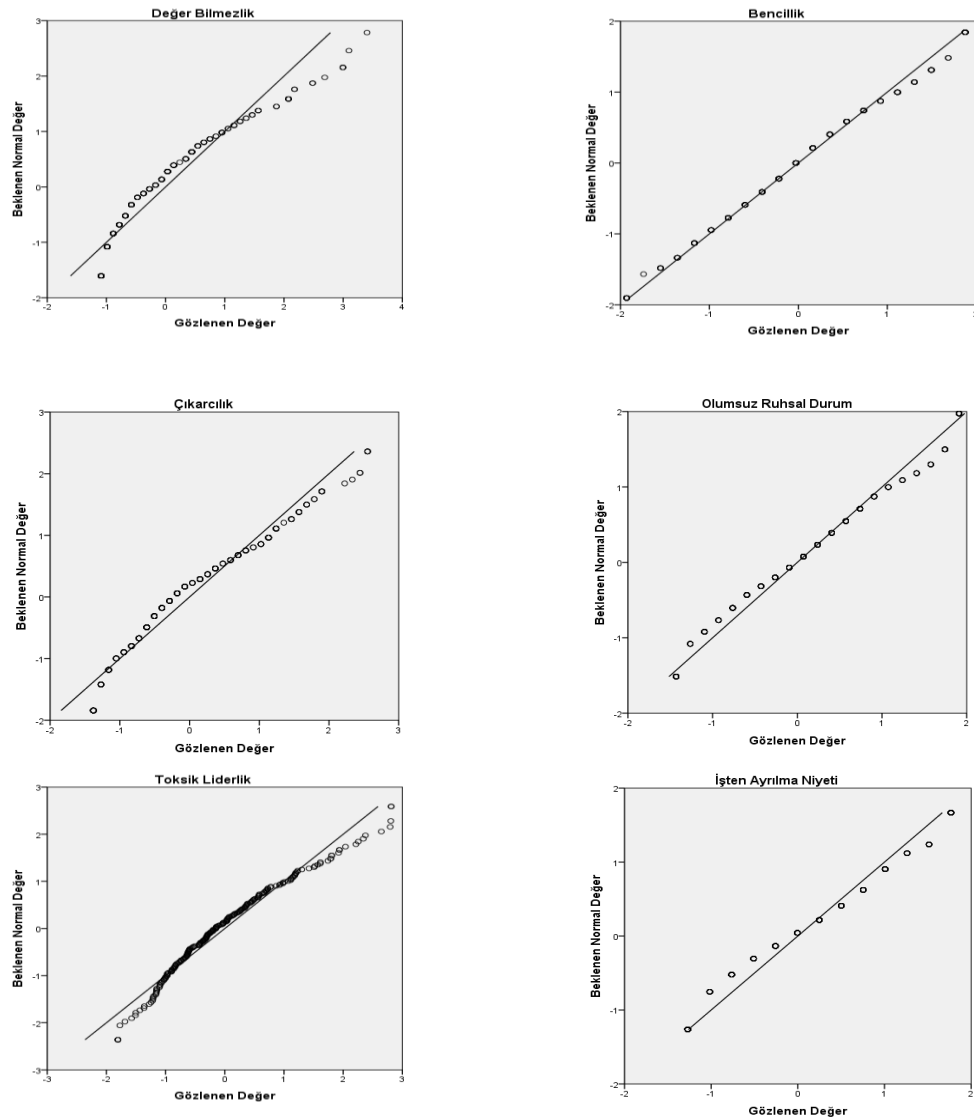 Değer Bilmezlik
Beklenen Normal Değer
3
2
1
0
-1
-2
-2 -1 0 1 2 3 4
Gözlenen Değer
Bencillik
Beklenen Normal Değer
2
1
0
-1
-2
-2 -1 0 1 2
Gözlenen Değer
Çıkarcılık
Beklenen Normal Değer
3
2
1
0
-1
-2
-2 -1 0 1 2 3
Gözlenen Değer
Olumsuz Ruhsal Durum
Beklenen Normal Değer
2
1
0
-1
-2
-2 -1 0 1 2
Gözlenen Değer
Toksik Liderlik
Beklenen Normal Değer
3
2
1
0
-1
-2
-3
-3 -2 -1 0 1 2 3
Gözlenen Değer
İşten Ayrılma Niyeti
Beklenen Normal Değer
2
1
0
-1
-2
-2 -1 0 1 2
Gözlenen Değer